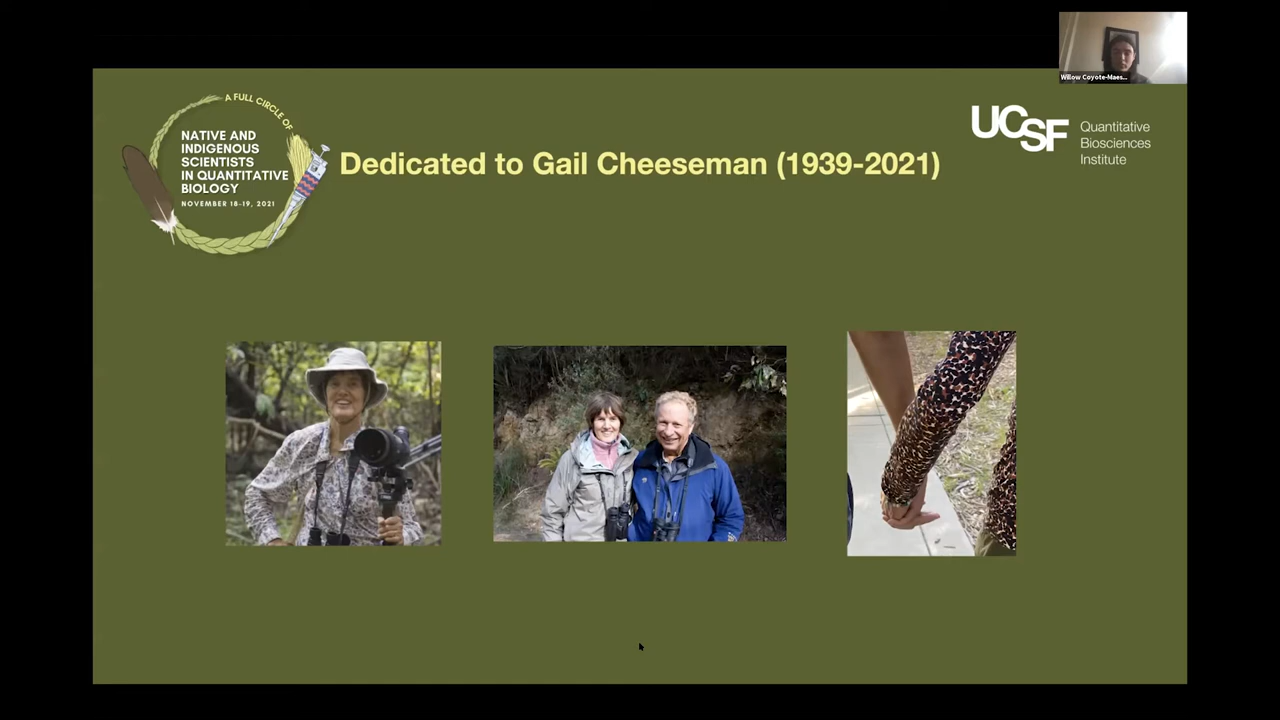 Willow Coyote-Maes...
A FULL CIRCLE OF
NATIVE AND
INDIGENOUS
SCIENTISTS
IN QUANTITATIVE
BIOLOGY
NOVEMBER 18-19, 2021
Dedicated to Gail Cheeseman (1939-2021)
UCSF
Quantitative
Biosciences
Institute